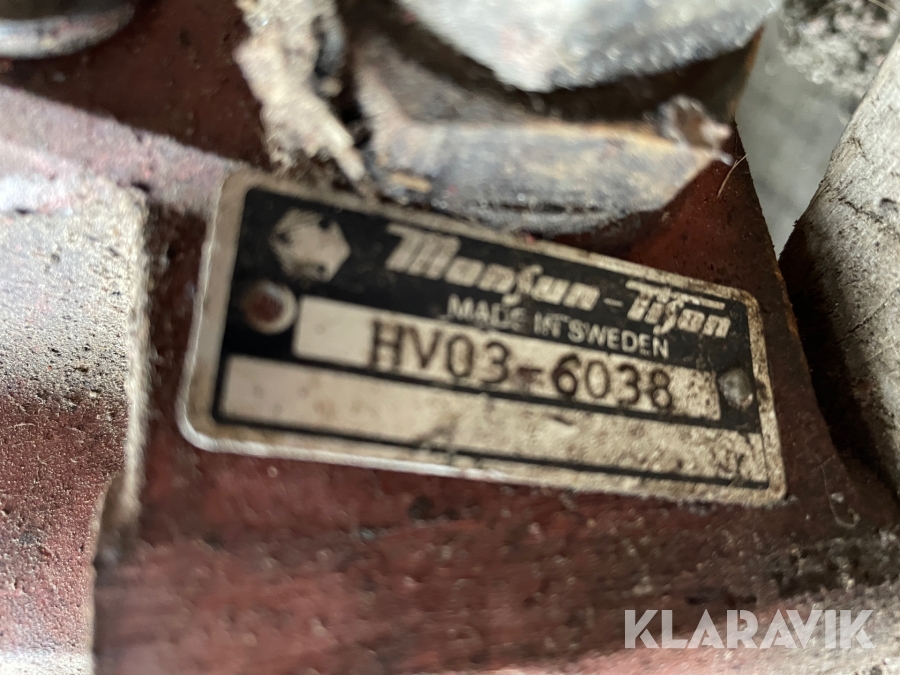 Monsun-Tison
MADE IN SWEDEN
HV03-6038
KLARAVIK